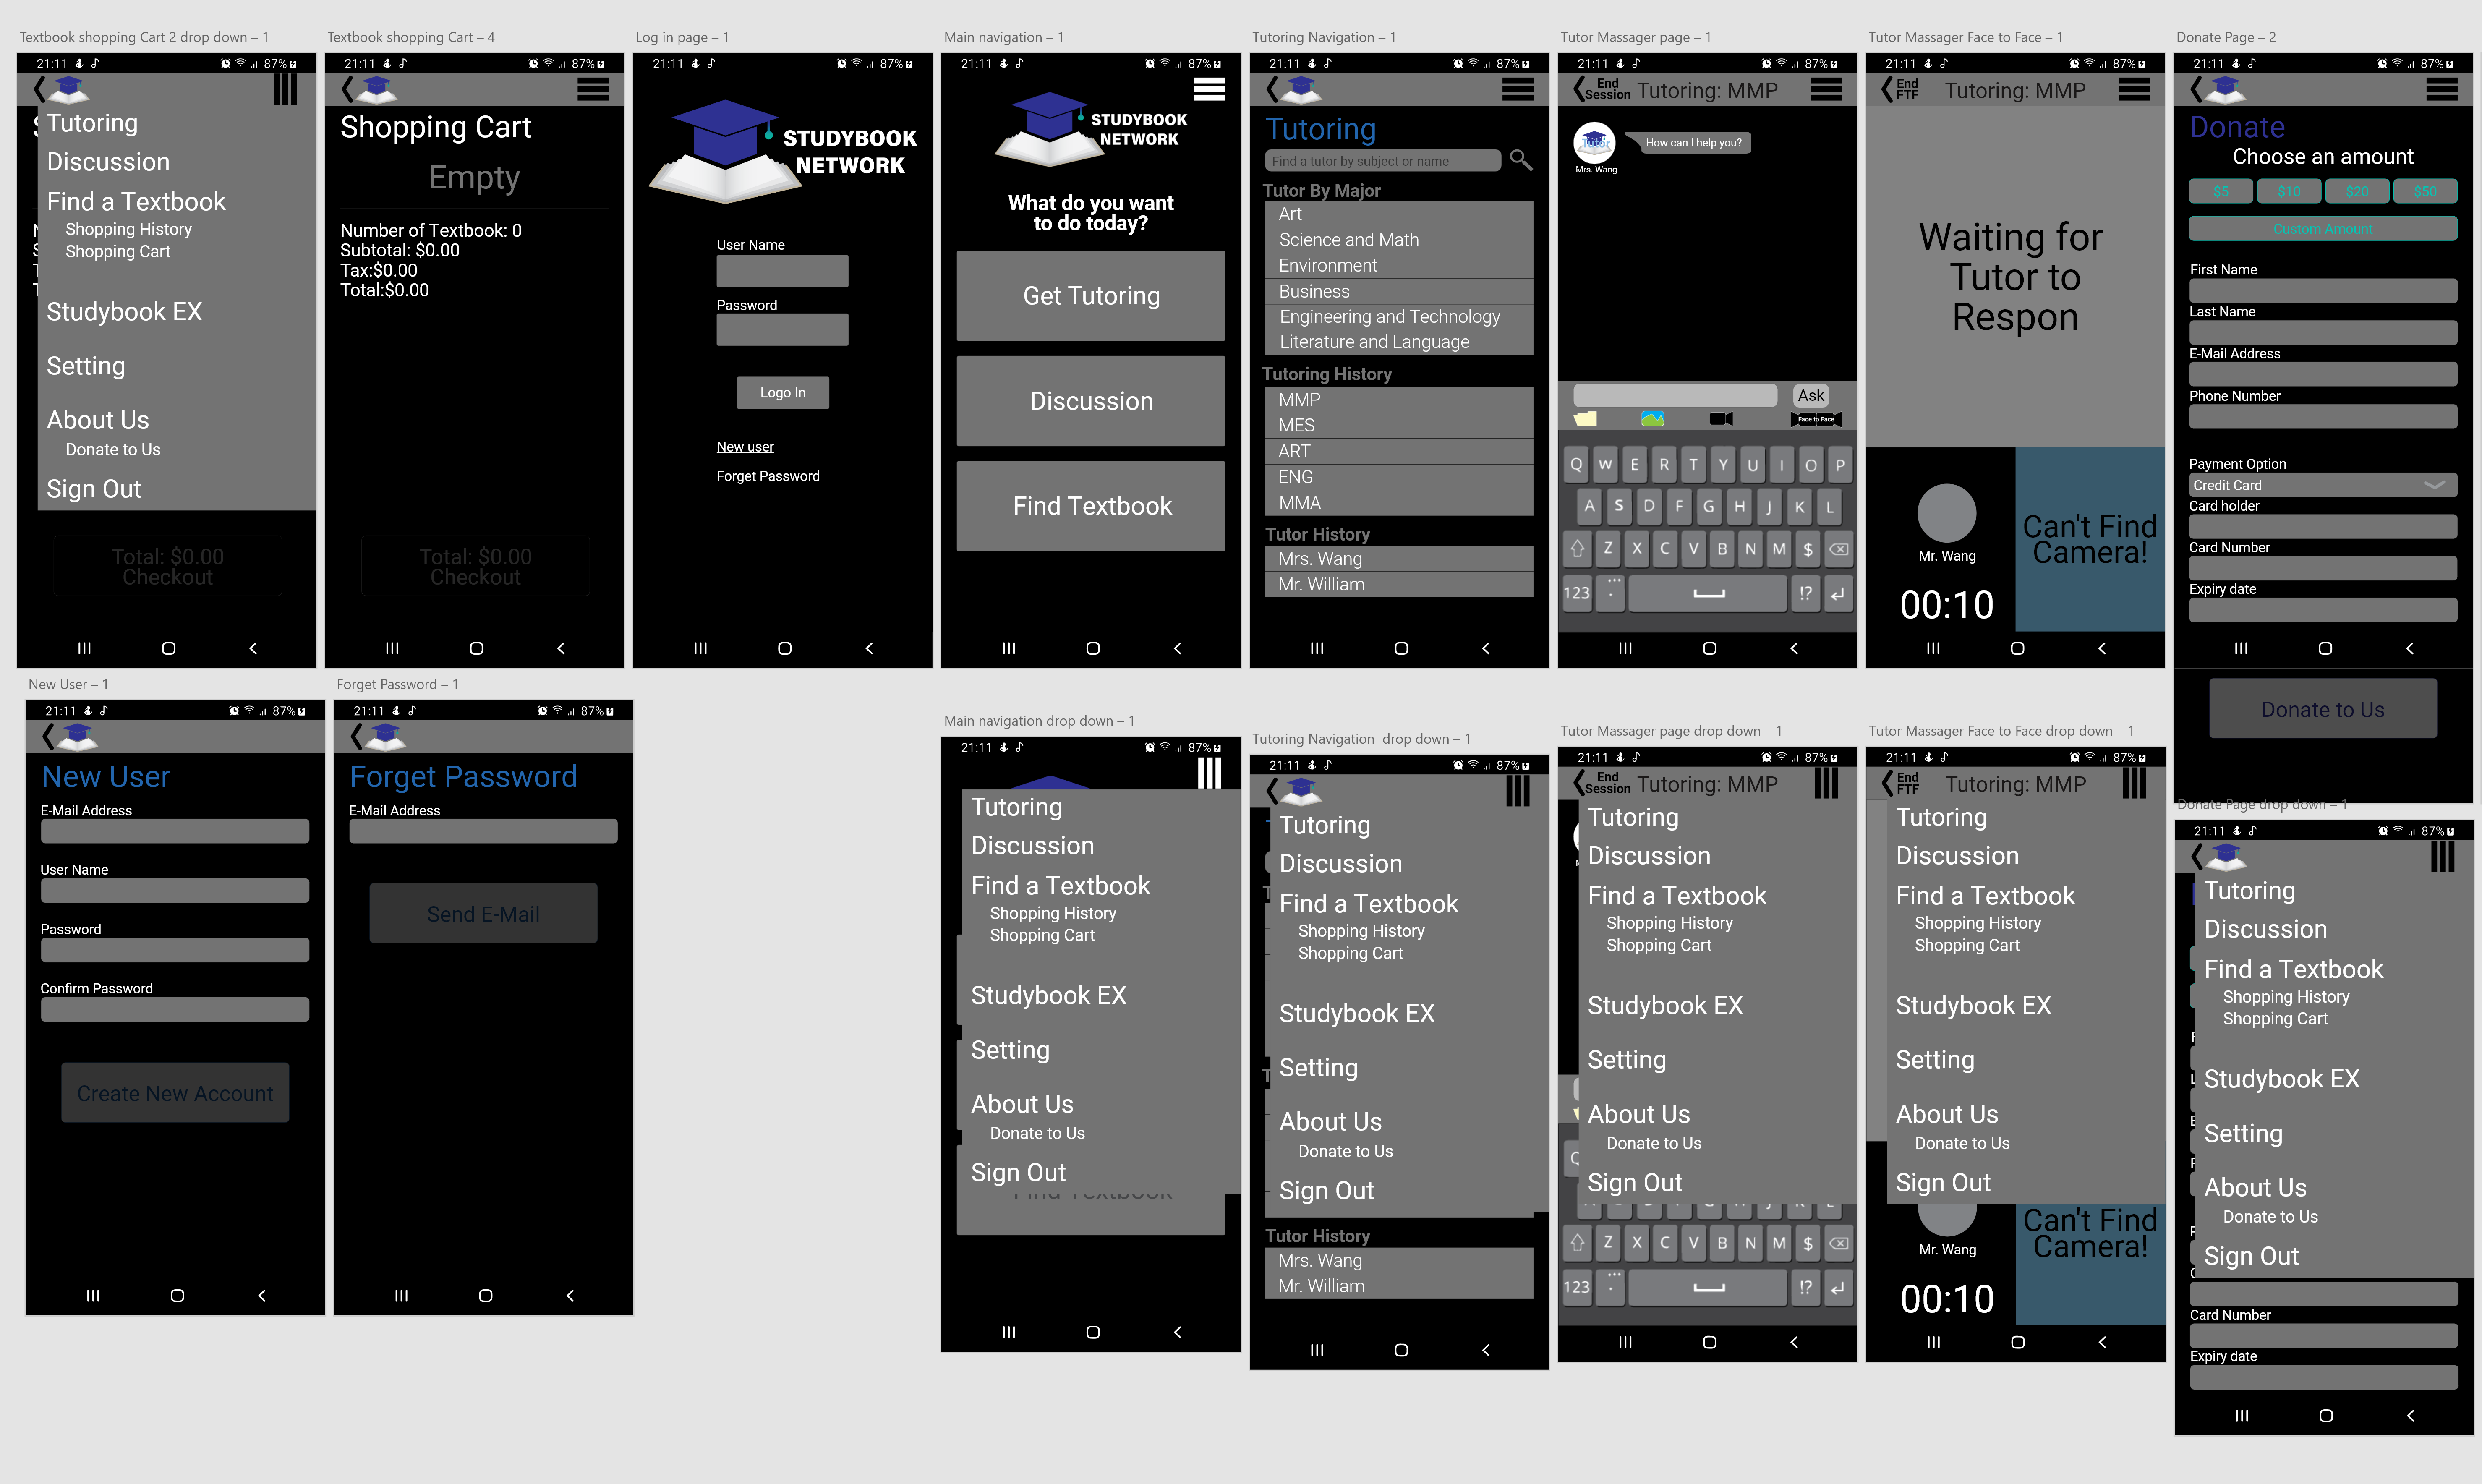 Textbook shopping Cart 2 drop down – 1
21:11
87%
Tutoring
Discussion
Find a Textbook
Shopping History
Shopping Cart
Studybook EX
Setting
About Us
Donate to Us
Sign Out
Total: $0.00
Checkout
Textbook shopping Cart – 4
21:11
87%
Shopping Cart
Empty
Number of Textbook: 0
Subtotal: $0.00
Tax:$0.00
Total:$0.00
Total: $0.00
Checkout
Log in page – 1
21:11
87%
STUDYBOOK
NETWORK
User Name
Password
Logo In
New user
Forget Password
Main navigation – 1
21:11
87%
STUDYBOOK
NETWORK
What do you want
to do today?
Get Tutoring
Discussion
Find Textbook
Tutoring Navigation – 1
21:11
87%
Tutoring
Find a tutor by subject or name
Tutor By Major
Art
Science and Math
Environment
Business
Engineering and Technology
Literature and Language
Tutoring History
MMP
MES
ART
ENG
MMA
Tutor History
Mrs. Wang
Mr. William
Tutor Massager page – 1
21:11
87%
End
Session
Tutoring: MMP
Tutor
How can I help you?
Mrs. Wang
Ask
Face to Face
Q W E R T Y U I O P
A S D F G H J K L
Z X C V B N M $
123 !?
Tutor Massager Face to Face – 1
21:11
87%
End
FTF
Tutoring: MMP
Waiting for
Tutor to
Respon
Mr. Wang
00:10
Can't Find
Camera!
Donate Page – 2
21:11
87%
Donate
Choose an amount
$5 $10 $20 $50
Custom Amount
First Name
Last Name
E-Mail Address
Phone Number
Payment Option
Credit Card
Card holder
Card Number
Expiry date
Donate to Us
New User – 1
21:11
87%
New User
E-Mail Address
User Name
Password
Confirm Password
Create New Account
Forget Password – 1
21:11
87%
Forget Password
E-Mail Address
Send E-Mail
Main navigation drop down – 1
21:11
87%
Tutoring
Discussion
Find a Textbook
Shopping History
Shopping Cart
Studybook EX
Setting
About Us
Donate to Us
Sign Out
Find Textbook
Tutoring Navigation drop down – 1
21:11
87%
Tutoring
Discussion
Find a Textbook
Shopping History
Shopping Cart
Studybook EX
Setting
About Us
Donate to Us
Sign Out
Tutor History
Mrs. Wang
Mr. William
Tutor Massager page drop down – 1
21:11
87%
End
Session
Tutoring: MMP
Tutoring
Discussion
Find a Textbook
Shopping History
Shopping Cart
Studybook EX
Setting
About Us
Donate to Us
Sign Out
Z X C V B N M $
123 !?
Tutor Massager Face to Face drop down – 1
21:11
87%
End
FTF
Tutoring: MMP
Tutoring
Discussion
Find a Textbook
Shopping History
Shopping Cart
Studybook EX
Setting
About Us
Donate to Us
Sign Out
Mr. Wang
00:10
Can't Find
Camera!
Donate Page drop down – 1
21:11
87%
Tutoring
Discussion
Find a Textbook
Shopping History
Shopping Cart
Studybook EX
Setting
About Us
Donate to Us
Sign Out
Card Number
Expiry date